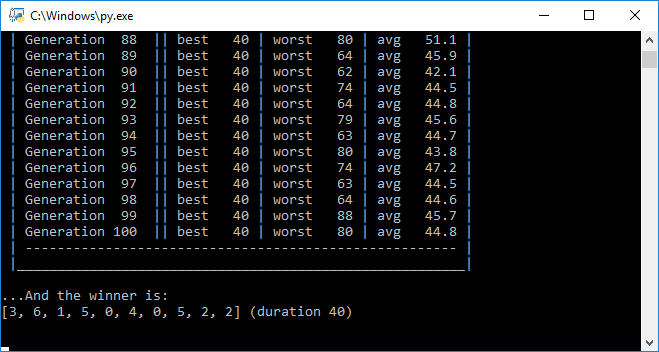 C:\Windows\py.exe
| Generation  88  || best   40 | worst   80 | avg   51.1 |
| Generation  89  || best   40 | worst   64 | avg   45.9 |
| Generation  90  || best   40 | worst   62 | avg   42.1 |
| Generation  91  || best   40 | worst   74 | avg   44.5 |
| Generation  92  || best   40 | worst   64 | avg   44.8 |
| Generation  93  || best   40 | worst   79 | avg   45.6 |
| Generation  94  || best   40 | worst   63 | avg   44.7 |
| Generation  95  || best   40 | worst   80 | avg   43.8 |
| Generation  96  || best   40 | worst   74 | avg   47.2 |
| Generation  97  || best   40 | worst   63 | avg   44.5 |
| Generation  98  || best   40 | worst   64 | avg   44.6 |
| Generation  99  || best   40 | worst   88 | avg   45.7 |
| Generation 100  || best   40 | worst   80 | avg   44.8 |
| ------------------------------------------------------ |
|________________________________________________________|
...And the winner is:
[3, 6, 1, 5, 0, 4, 0, 5, 2, 2] (duration 40)